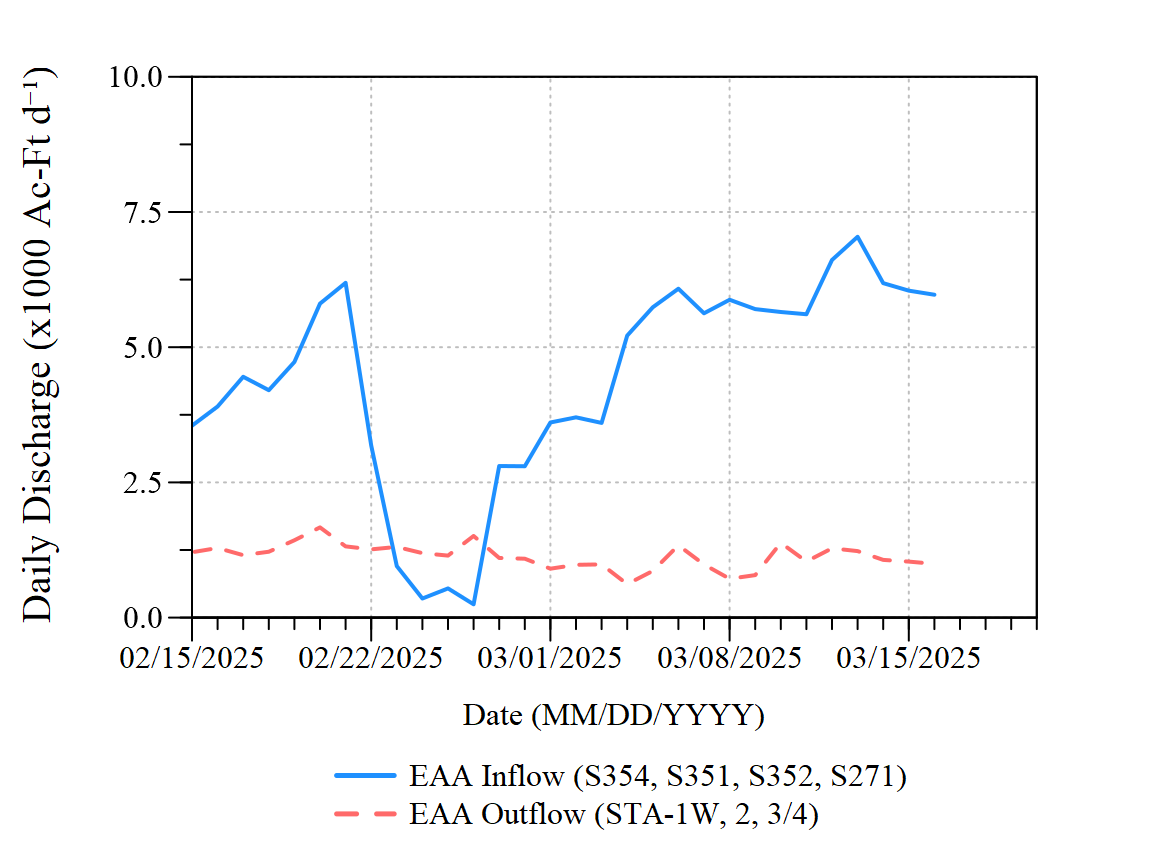 Daily Discharge (x1000 Ac-Ft d⁻¹)
10.0
7.5
5.0
2.5
0.0
02/15/2025 02/22/2025 03/01/2025 03/08/2025 03/15/2025
Date (MM/DD/YYYY)
EAA Inflow (S354, S351, S352, S271)
EAA Outflow (STA-1W, 2, 3/4)